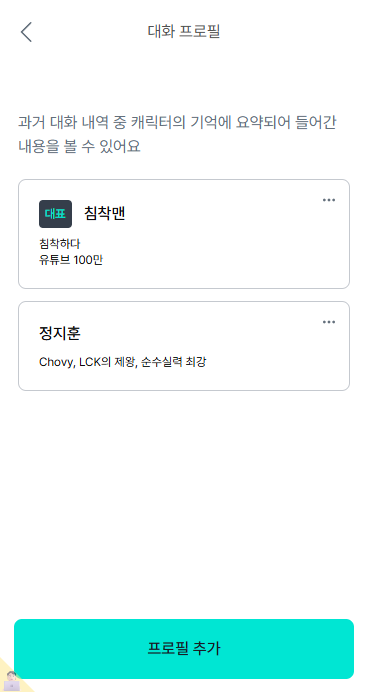 대화 프로필
과거 대화 내역 중 캐릭터의 기억에 요약되어 들어간
내용을 볼 수 있어요
대표 침착맨
침착하다
유튜브 100만
정지훈
Chovy, LCK의 제왕, 순수실력 최강
프로필 추가